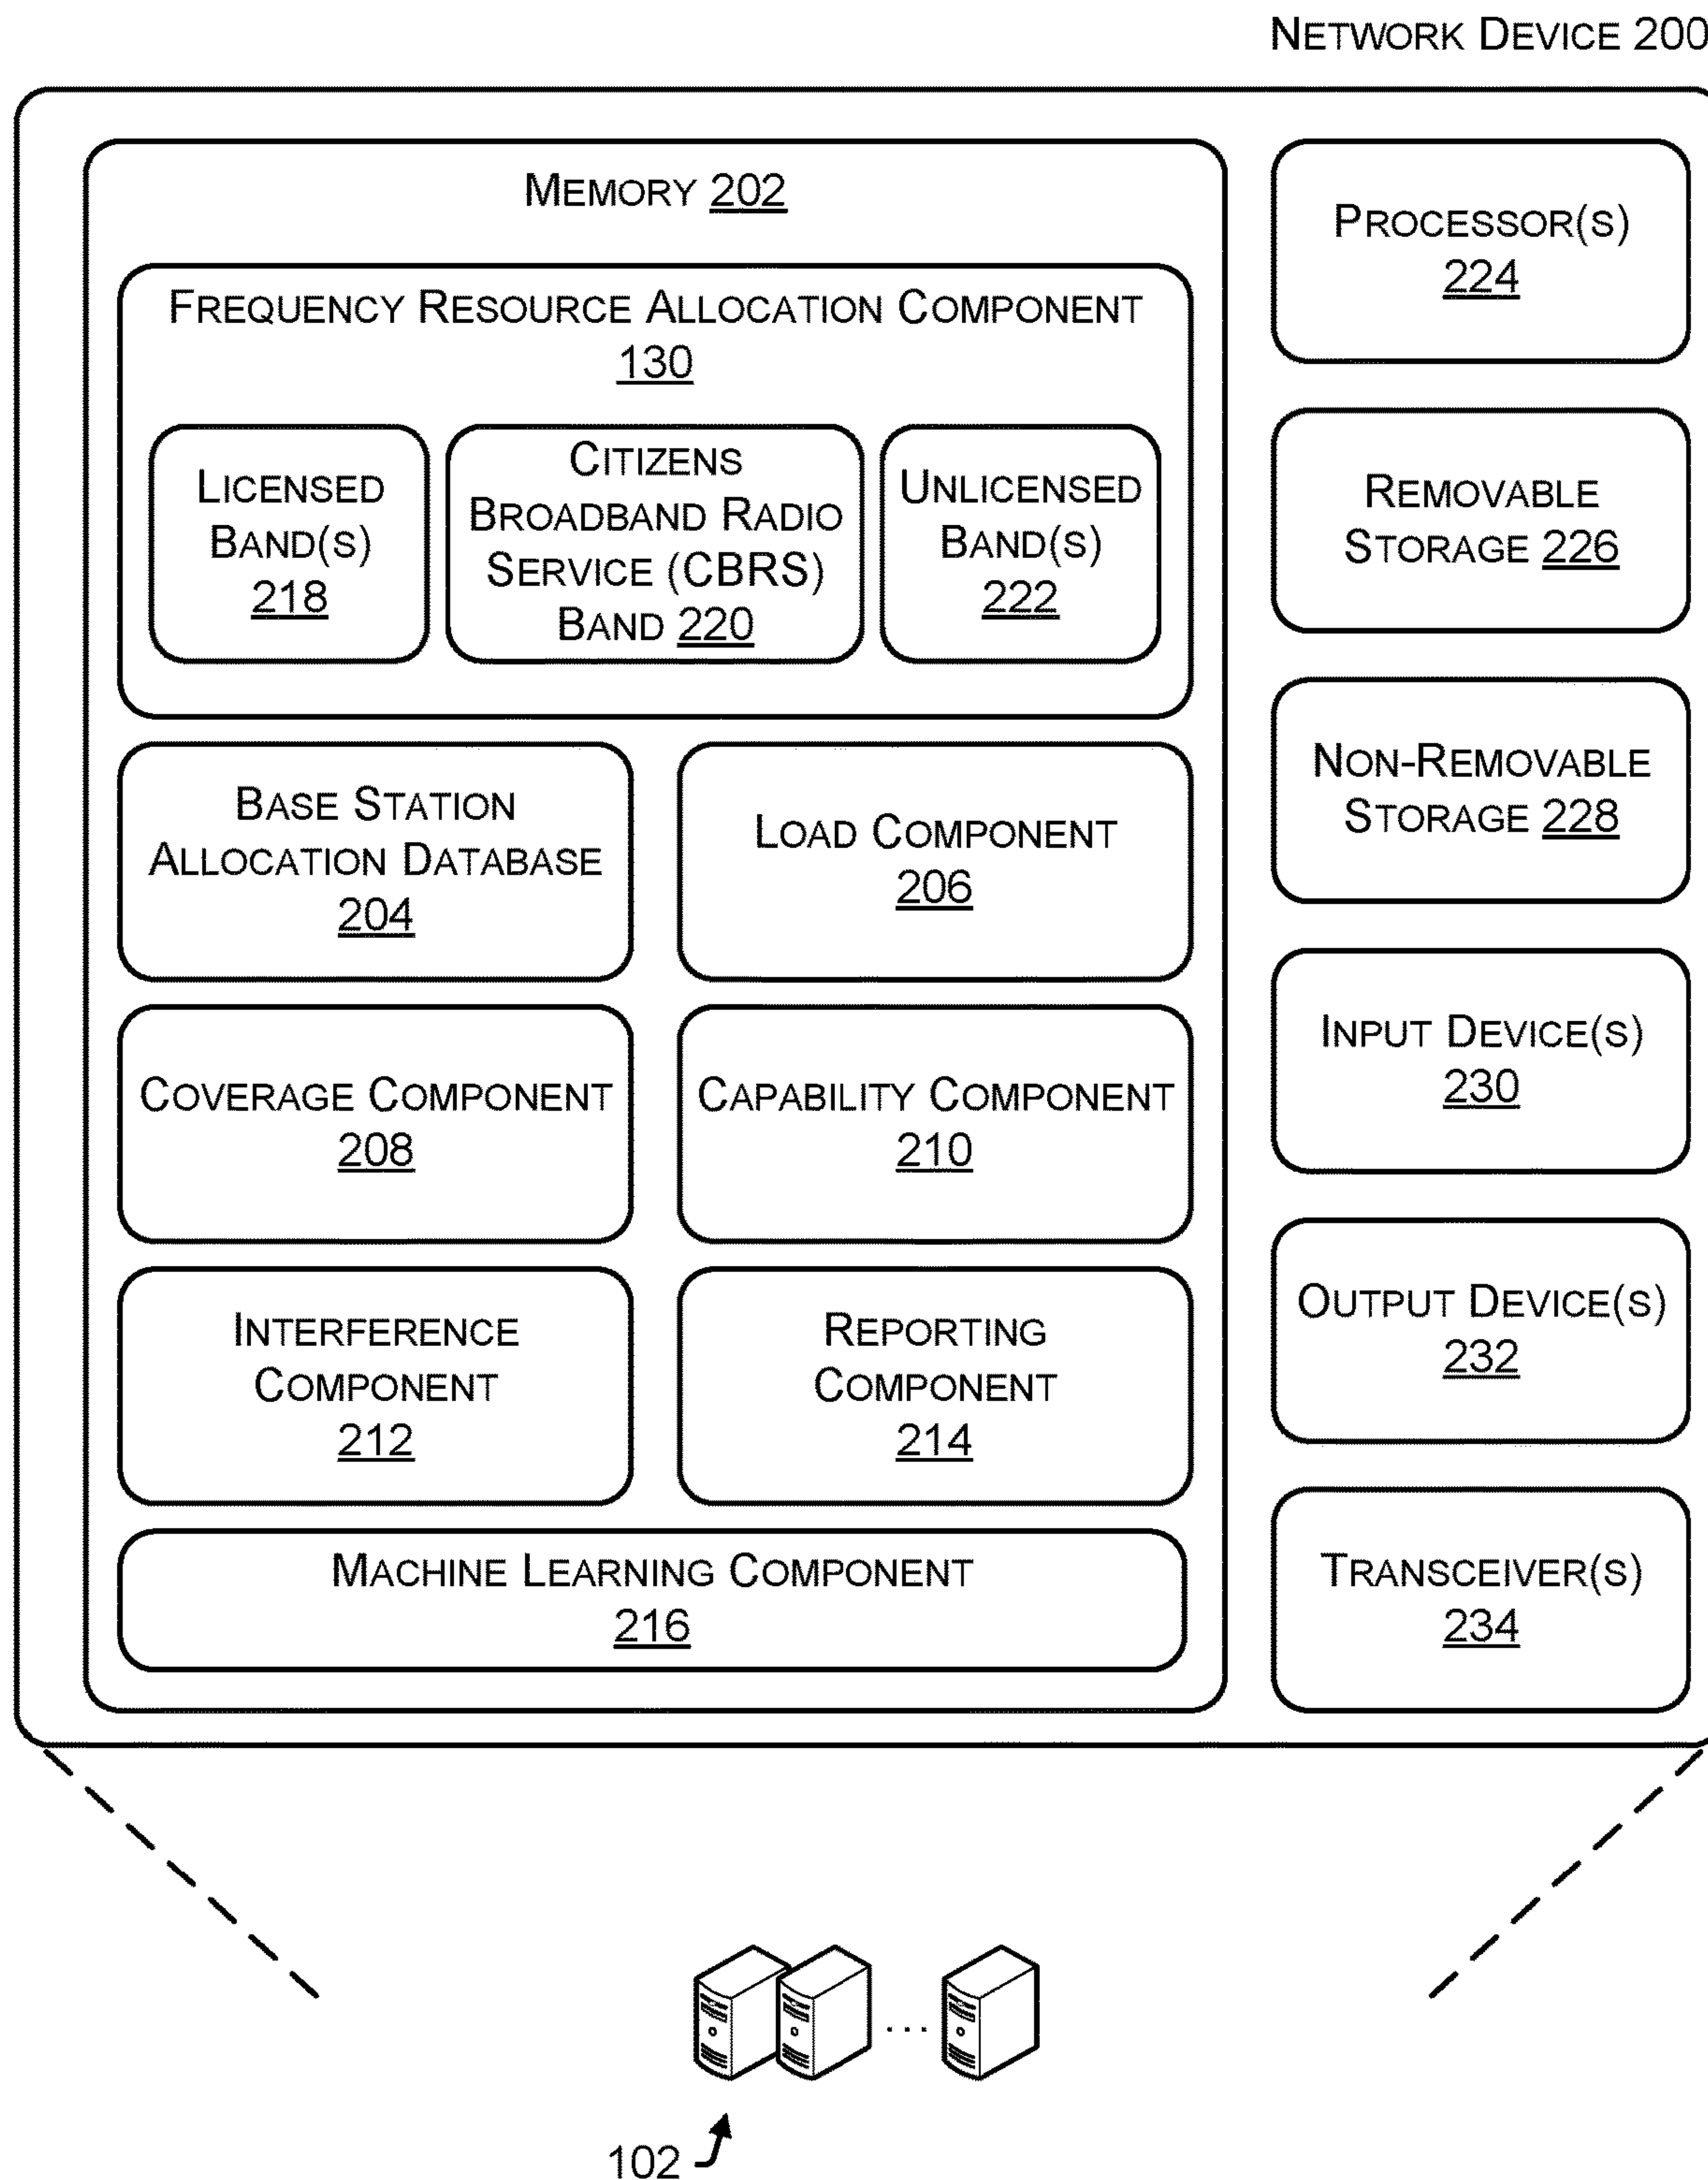 NETWORK DEVICE 200
MEMORY 202
FREQUENCY RESOURCE ALLOCATION COMPONENT
130
LICENSED
BAND(S)
218
CITIZENS
BROADBAND RADIO
SERVICE (CBRS)
BAND 220
UNLICENSED
BAND(S)
222
BASE STATION
ALLOCATION DATABASE
204
LOAD COMPONENT
206
COVERAGE COMPONENT
208
CAPABILITY COMPONENT
210
INTERFERENCE
COMPONENT
212
REPORTING
COMPONENT
214
MACHINE LEARNING COMPONENT
216
PROCESSOR(S)
224
REMOVABLE
STORAGE 226
NON-REMOVABLE
STORAGE 228
INPUT DEVICE(S)
230
OUTPUT DEVICE(S)
232
TRANSCEIVER(S)
234
...
102